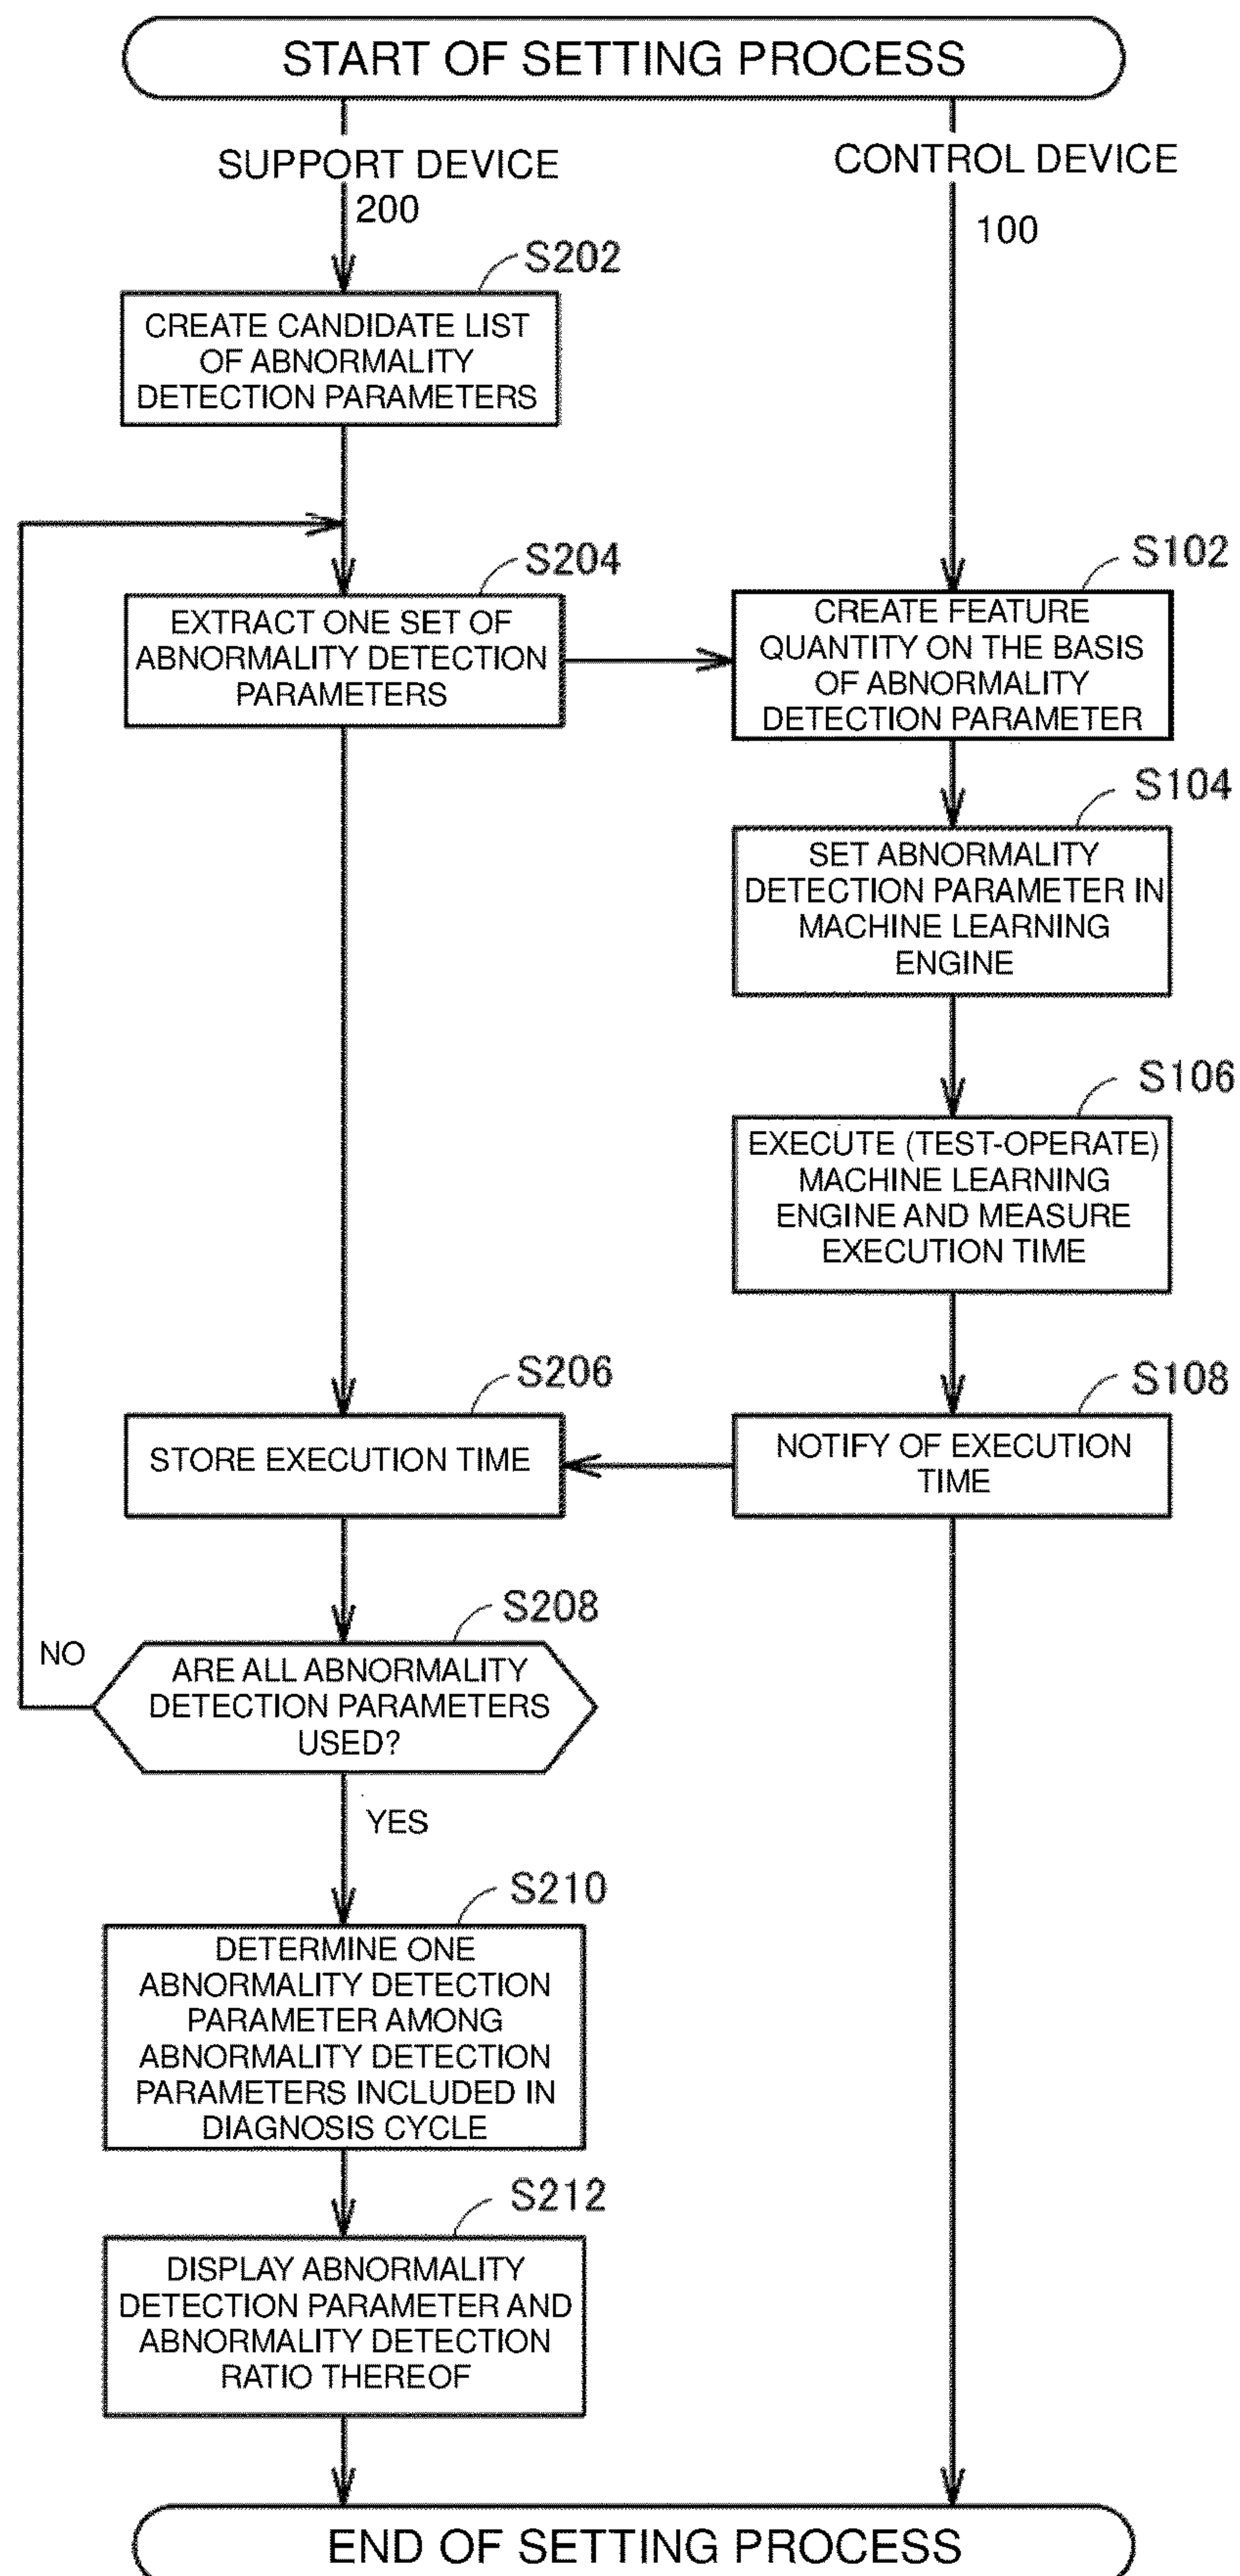 START OF SETTING PROCESS
SUPPORT DEVICE
200
CONTROL DEVICE
100
S202
CREATE CANDIDATE LIST
OF ABNORMALITY
DETECTION PARAMETERS
S204
EXTRACT ONE SET OF
ABNORMALITY DETECTION
PARAMETERS
S102
CREATE FEATURE
QUANTITY ON THE BASIS
OF ABNORMALITY
DETECTION PARAMETER
S104
SET ABNORMALITY
DETECTION PARAMETER IN
MACHINE LEARNING
ENGINE
S106
EXECUTE (TEST-OPERATE)
MACHINE LEARNING
ENGINE AND MEASURE
EXECUTION TIME
S206
STORE EXECUTION TIME
S108
NOTIFY OF EXECUTION
TIME
S208
NO
ARE ALL ABNORMALITY
DETECTION PARAMETERS
USED?
YES
S210
DETERMINE ONE
ABNORMALITY DETECTION
PARAMETER AMONG
ABNORMALITY DETECTION
PARAMETERS INCLUDED IN
DIAGNOSIS CYCLE
S212
DISPLAY ABNORMALITY
DETECTION PARAMETER AND
ABNORMALITY DETECTION
RATIO THEREOF
END OF SETTING PROCESS